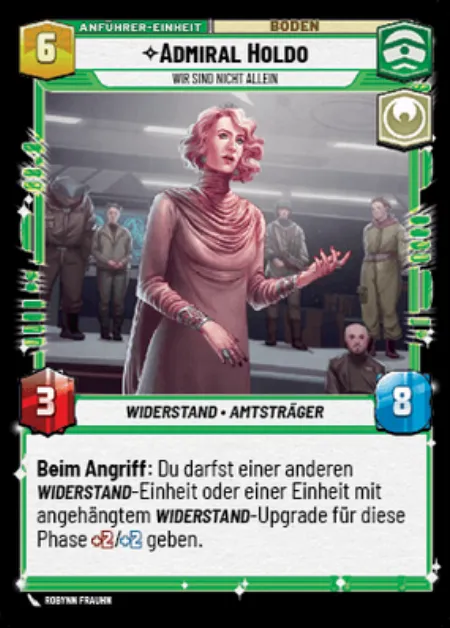 ANFÜHRER-EINHEIT BODEN
6
ADMIRAL HOLDO
WIR SIND NICHT ALLEIN
3
WIDERSTAND • AMTSTRÄGER
8
Beim Angriff: Du darfst einer anderen
WIDERSTAND-Einheit oder einer Einheit mit
angehängtem WIDERSTAND-Upgrade für diese
Phase +2/+2 geben.
ROBYNN FRAUHN